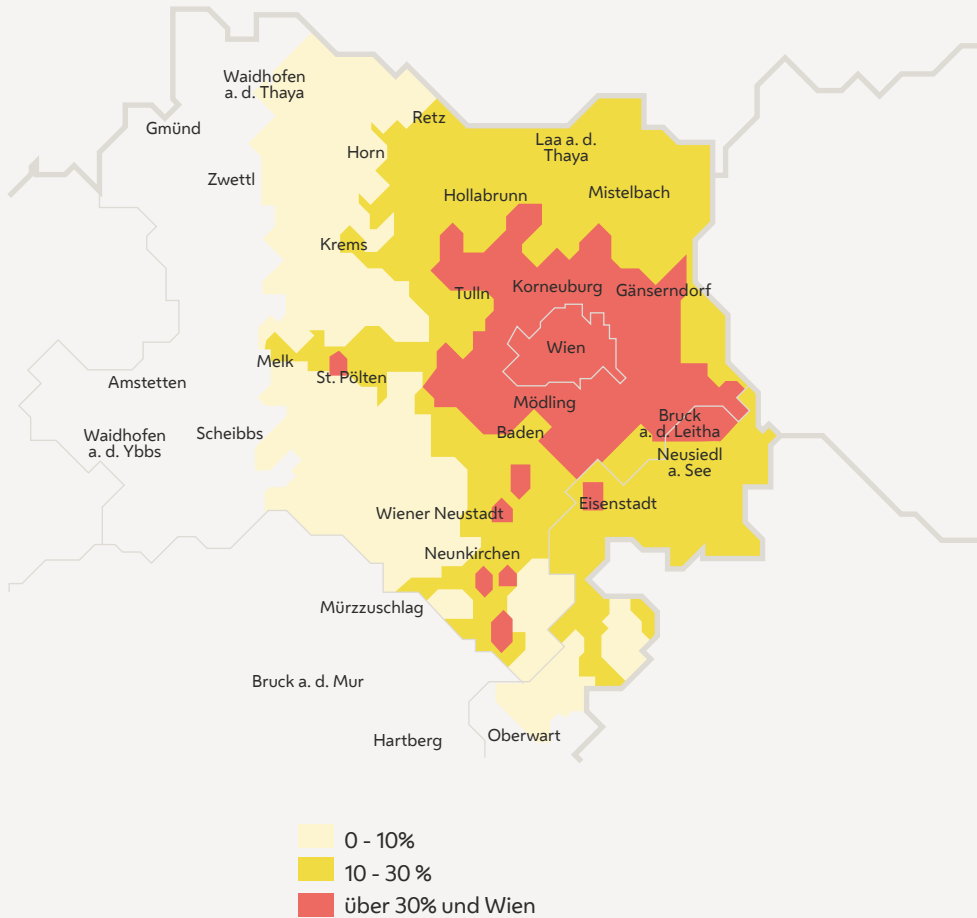 Waidhofen
a. d. Thaya
Gmünd
Retz
Laa a. d.
Thaya
Horn
Zwettl
Hollabrunn
Mistelbach
Krems
Tulln
Korneuburg
Gänserndorf
Wien
Melk
St. Pölten
Amstetten
Mödling
Bruck
a. d. Leitha
Waidhofen
a. d. Ybbs
Scheibbs
Baden
Neusiedl
a. See
Wiener Neustadt
Eisenstadt
Neunkirchen
Mürzzuschlag
Bruck a. d. Mur
Hartberg
Oberwart
0 - 10%
10 - 30 %
über 30% und Wien